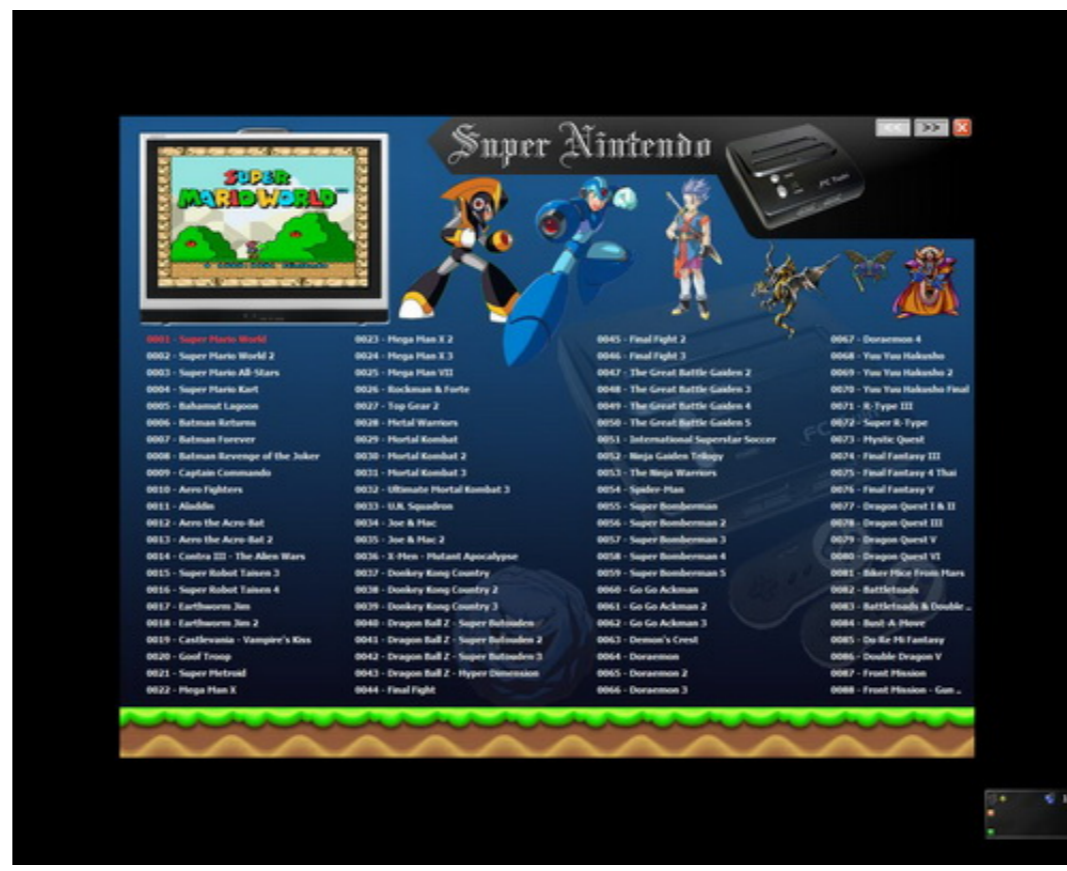 Super Nintendo
<< >> X
SUPER
MARIO WORLD
FC Twin
0001 - Super Mario World
0002 - Super Mario World 2
0003 - Super Mario All-Stars
0004 - Super Mario Kart
0005 - Bahamut Lagoon
0006 - Batman Returns
0007 - Batman Forever
0008 - Batman Revenge of the Joker
0009 - Captain Commando
0010 - Aero Fighters
0011 - Aladdin
0012 - Aero the Acro-Bat
0013 - Aero the Acro-Bat 2
0014 - Contra III - The Alien Wars
0015 - Super Robot Taisen 3
0016 - Super Robot Taisen 4
0017 - Earthworm Jim
0018 - Earthworm Jim 2
0019 - Castlevania - Vampire's Kiss
0020 - Goof Troop
0021 - Super Metroid
0022 - Mega Man X
0023 - Mega Man X 2
0024 - Mega Man X 3
0025 - Mega Man VII
0026 - Rockman & Forte
0027 - Top Gear 2
0028 - Metal Warriors
0029 - Mortal Kombat
0030 - Mortal Kombat 2
0031 - Mortal Kombat 3
0032 - Ultimate Mortal Kombat 3
0033 - U.N. Squadron
0034 - Joe & Mac
0035 - Joe & Mac 2
0036 - X-Men - Mutant Apocalypse
0037 - Donkey Kong Country
0038 - Donkey Kong Country 2
0039 - Donkey Kong Country 3
0040 - Dragon Ball Z - Super Butouden
0041 - Dragon Ball Z - Super Butouden 2
0042 - Dragon Ball Z - Super Butouden 3
0043 - Dragon Ball Z - Hyper Dimension
0044 - Final Fight
0045 - Final Fight 2
0046 - Final Fight 3
0047 - The Great Battle Gaiden 2
0048 - The Great Battle Gaiden 3
0049 - The Great Battle Gaiden 4
0050 - The Great Battle Gaiden 5
0051 - International Superstar Soccer
0052 - Ninja Gaiden Trilogy
0053 - The Ninja Warriors
0054 - Spider-Man
0055 - Super Bomberman
0056 - Super Bomberman 2
0057 - Super Bomberman 3
0058 - Super Bomberman 4
0059 - Super Bomberman 5
0060 - Go Go Ackman
0061 - Go Go Ackman 2
0062 - Go Go Ackman 3
0063 - Demon's Crest
0064 - Doraemon
0065 - Doraemon 2
0066 - Doraemon 3
0067 - Doraemon 4
0068 - Yuu Yuu Hakusho
0069 - Yuu Yuu Hakusho 2
0070 - Yuu Yuu Hakusho Final
0071 - R-Type III
0072 - Super R-Type
0073 - Mystic Quest
0074 - Final Fantasy III
0075 - Final Fantasy 4 Thai
0076 - Final Fantasy V
0077 - Dragon Quest I & II
0078 - Dragon Quest III
0079 - Dragon Quest V
0080 - Dragon Quest VI
0081 - Biker Mice From Mars
0082 - Battletoads
0083 - Battletoads & Double ..
0084 - Bust-A-Move
0085 - Do Re Mi Fantasy
0086 - Double Dragon V
0087 - Front Mission
0088 - Front Mission - Gun ..